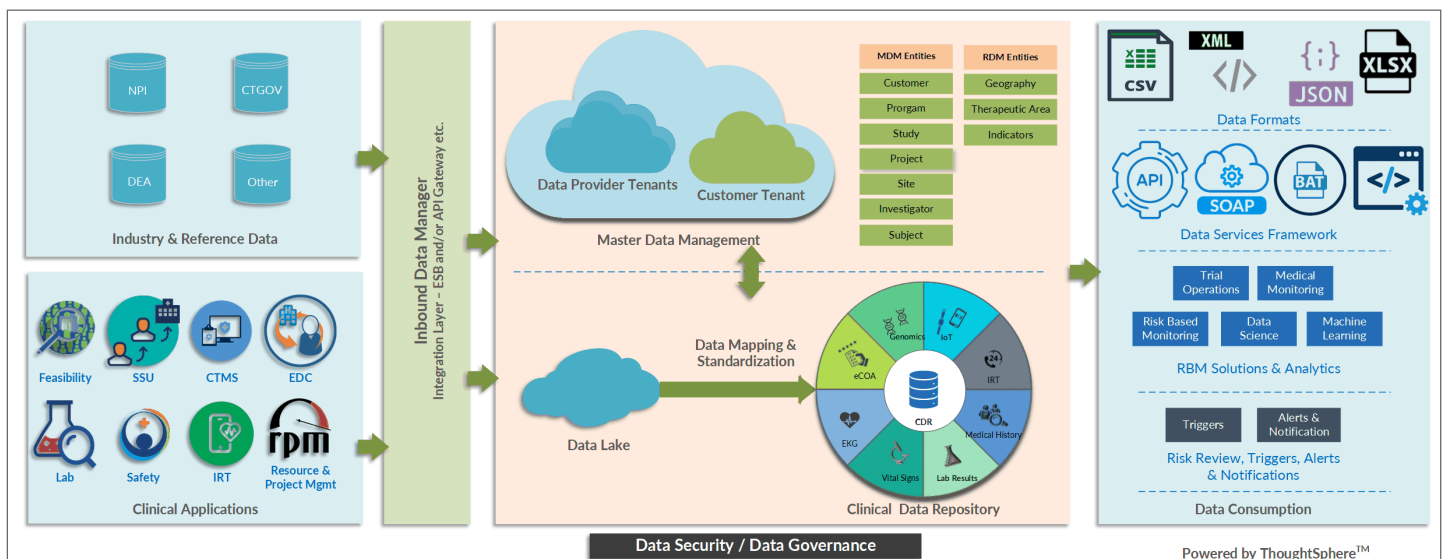 NPI
CTGOV
DEA
Other
Industry & Reference Data
Feasibility
SSU
CTMS
EDC
Lab
Safety
IRT
rpm
Resource &
Project Mgmt
Clinical Applications
Inbound Data Manager
Integration Layer – ESB and/or API Gateway etc.
Data Provider Tenants
Customer Tenant
Master Data Management
MDM Entities
Customer
Prorgam
Study
Project
Site
Investigator
Subject
RDM Entities
Geography
Therapeutic Area
Indicators
Data Lake
Data Mapping &
Standardization
Genomics
IoT
eCOA
24
IRT
CDR
EKG
Medical History
Vital Signs
Lab Results
Clinical Data Repository
CSV
XML
</>
{;}
JSON
XLSX
Data Formats
API
SOAP
BAT
</>
Data Services Framework
Trial
Operations
Medical
Monitoring
Risk Based
Monitoring
Data
Science
Machine
Learning
RBM Solutions & Analytics
Triggers
Alerts &
Notification
Risk Review, Triggers, Alerts
& Notifications
Data Consumption
Data Security / Data Governance
Powered by ThoughtSphere™